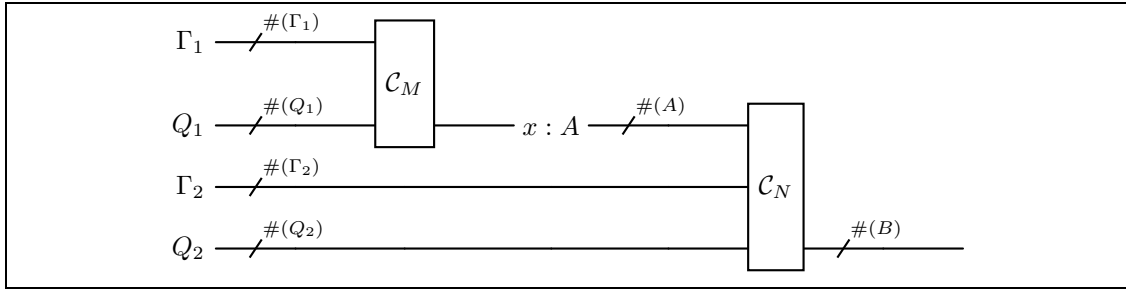 Γ₁ #(Γ₁)
𝒞_M
Q₁ #(Q₁) x : A #(A)
Γ₂ #(Γ₂) 𝒞_N
Q₂ #(Q₂) #(B)